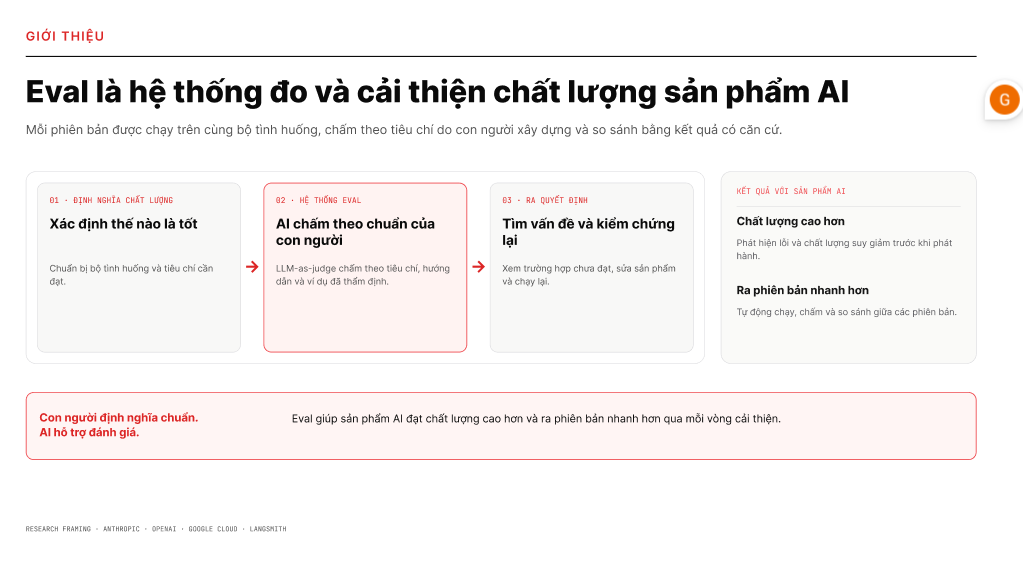 GIỚI THIỆU
Eval là hệ thống đo và cải thiện chất lượng sản phẩm AI
Mỗi phiên bản được chạy trên cùng bộ tình huống, chấm theo tiêu chí do con người xây dựng và so sánh bằng kết quả có căn cứ.
01 · ĐỊNH NGHĨA CHẤT LƯỢNG
Xác định thế nào là tốt
Chuẩn bị bộ tình huống và tiêu chí cần
đạt.
02 · HỆ THỐNG EVAL
AI chấm theo chuẩn của
con người
LLM-as-judge chấm theo tiêu chí, hướng
dẫn và ví dụ đã thẩm định.
03 · RA QUYẾT ĐỊNH
Tìm vấn đề và kiểm chứng
lại
Xem trường hợp chưa đạt, sửa sản phẩm
và chạy lại.
KẾT QUẢ VỚI SẢN PHẨM AI
Chất lượng cao hơn
Phát hiện lỗi và chất lượng suy giảm trước khi phát
hành.
Ra phiên bản nhanh hơn
Tự động chạy, chấm và so sánh giữa các phiên bản.
G
Con người định nghĩa chuẩn.
AI hỗ trợ đánh giá.
Eval giúp sản phẩm AI đạt chất lượng cao hơn và ra phiên bản nhanh hơn qua mỗi vòng cải thiện.
RESEARCH FRAMING · ANTHROPIC · OPENAI · GOOGLE CLOUD · LANGSMITH